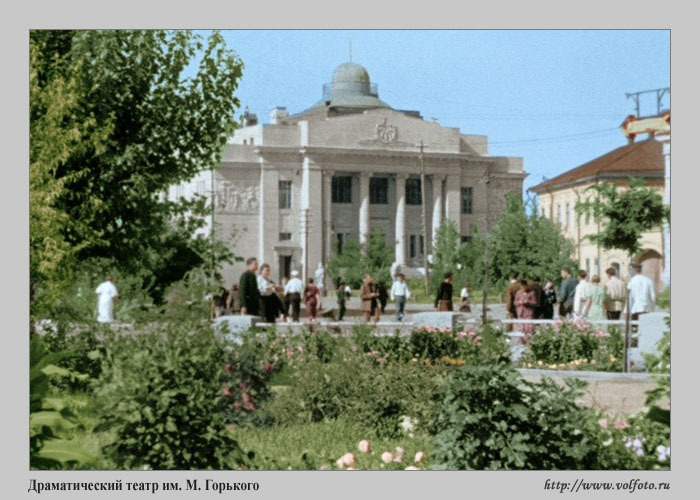 Драматический театр им. М. Горького
http://www.volfoto.ru